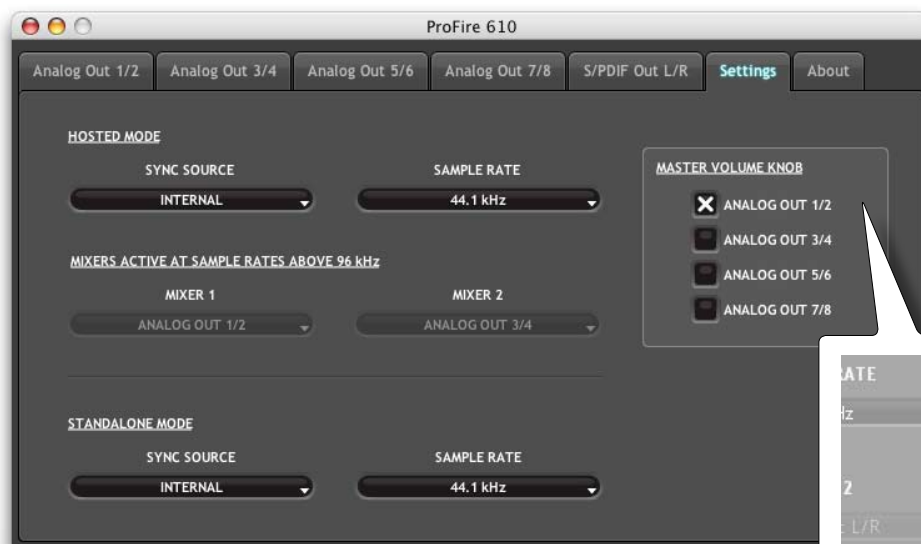 ProFire 610
Analog Out 1/2 Analog Out 3/4 Analog Out 5/6 Analog Out 7/8 S/PDIF Out L/R Settings About
HOSTED MODE
SYNC SOURCE SAMPLE RATE
INTERNAL 44.1 kHz
MIXERS ACTIVE AT SAMPLE RATES ABOVE 96 kHz
MIXER 1 MIXER 2
ANALOG OUT 1/2 ANALOG OUT 3/4
STANDALONE MODE
SYNC SOURCE SAMPLE RATE
INTERNAL 44.1 kHz
MASTER VOLUME KNOB
ANALOG OUT 1/2
ANALOG OUT 3/4
ANALOG OUT 5/6
ANALOG OUT 7/8
2
L/R